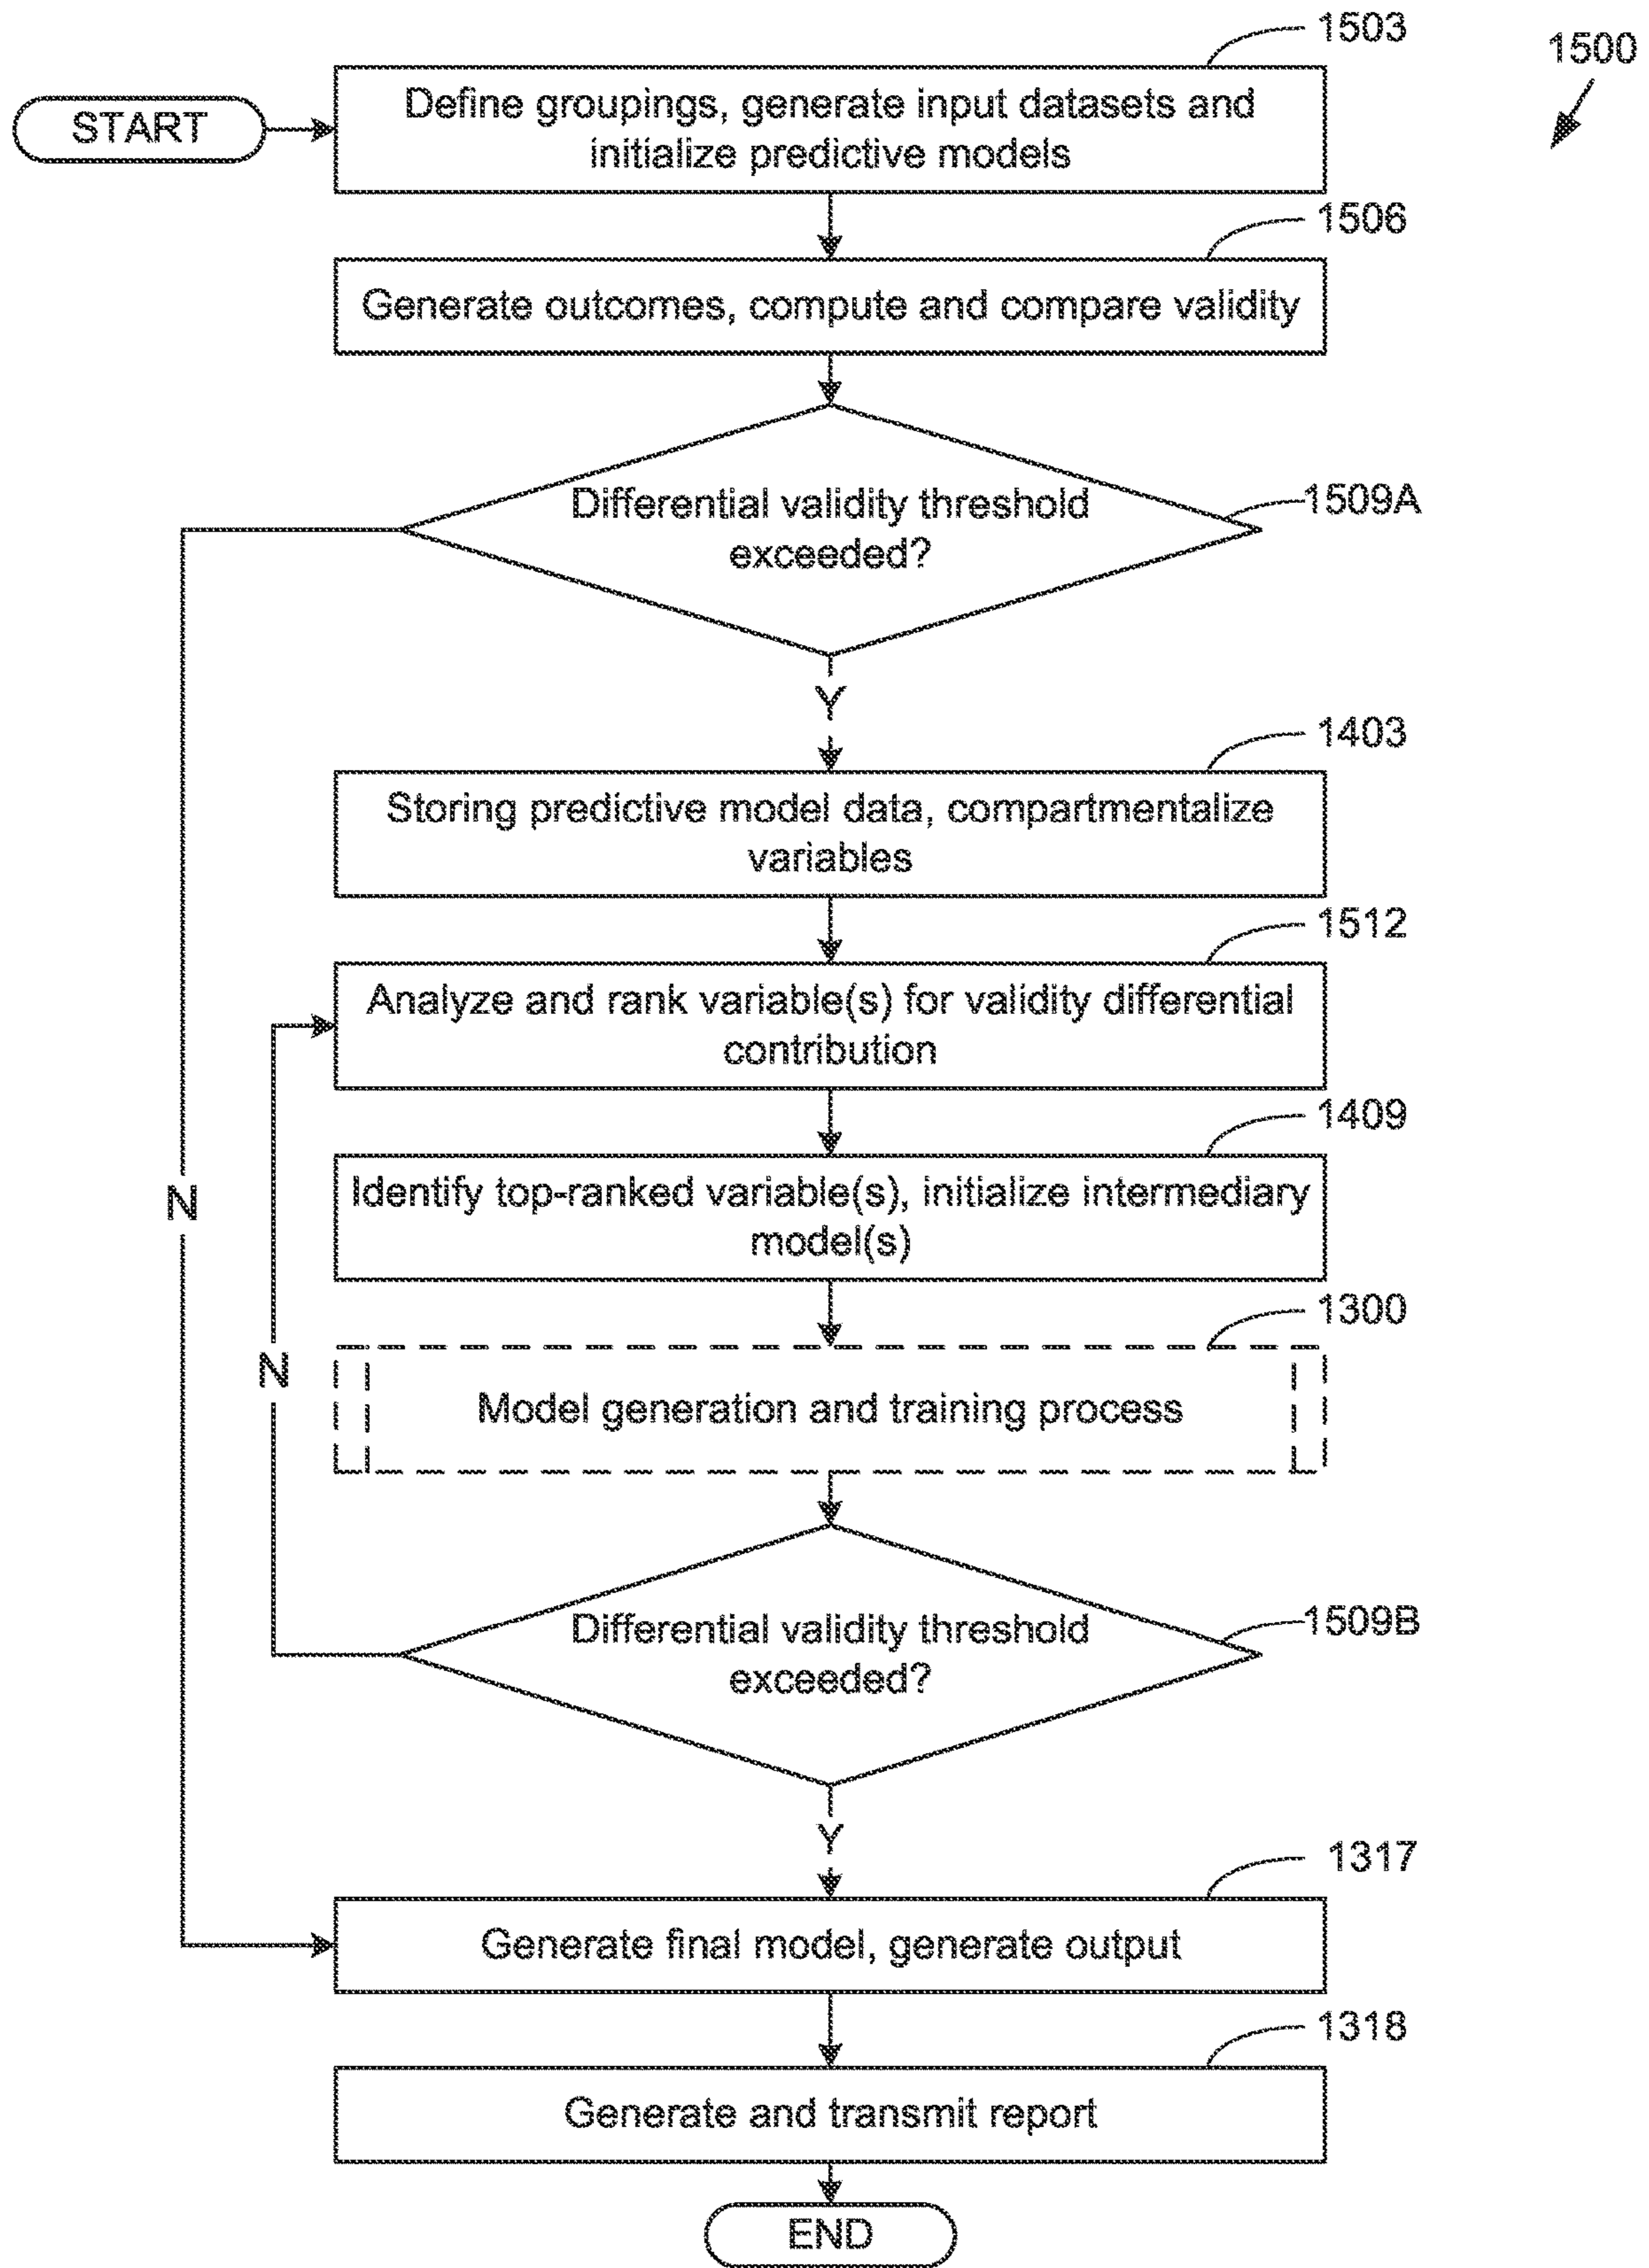 1503
1500
START
Define groupings, generate input datasets and
initialize predictive models
1506
Generate outcomes, compute and compare validity
Differential validity threshold
exceeded?
1509A
Y
1403
Storing predictive model data, compartmentalize
variables
1512
Analyze and rank variable(s) for validity differential
contribution
1409
Identify top-ranked variable(s), initialize intermediary
model(s)
N
1300
N
Model generation and training process
Differential validity threshold
exceeded?
1509B
Y
1317
Generate final model, generate output
1318
Generate and transmit report
END